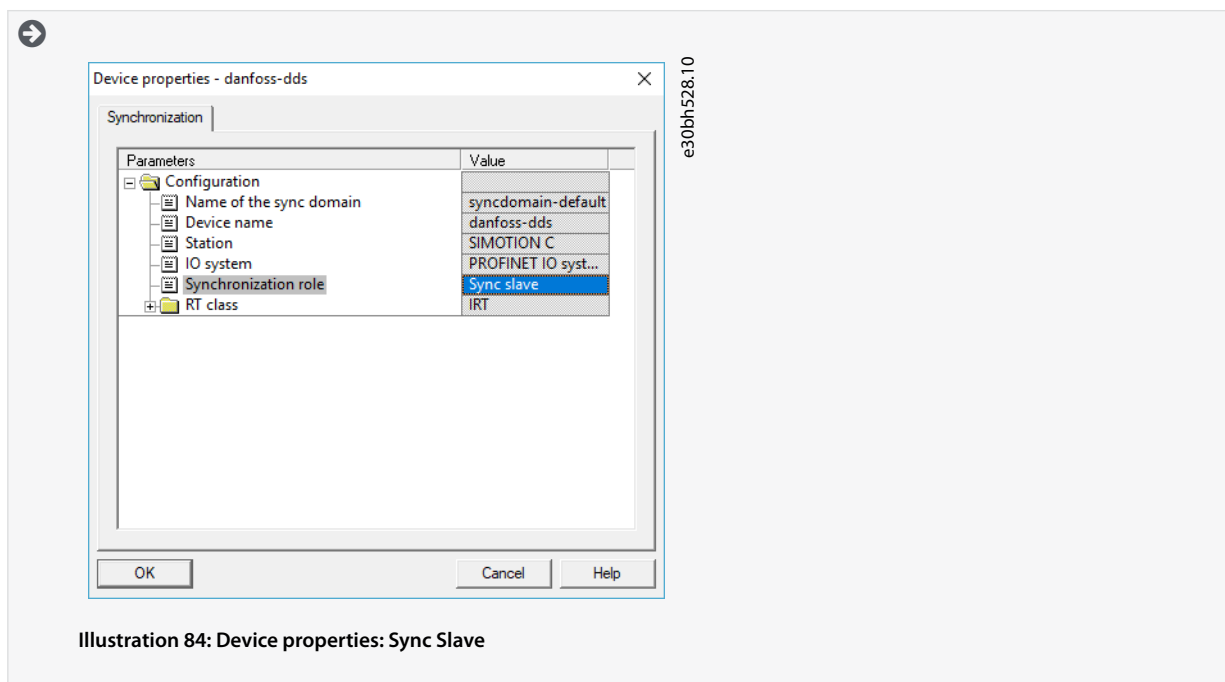 Device properties - danfoss-dds
Synchronization
Parameters Value
Configuration
Name of the sync domain syncdomain-default
Device name danfoss-dds
Station SIMOTION C
IO system PROFINET IO syst...
Synchronization role Sync slave
RT class IRT
OK Cancel Help
e30bh528.10
Illustration 84: Device properties: Sync Slave